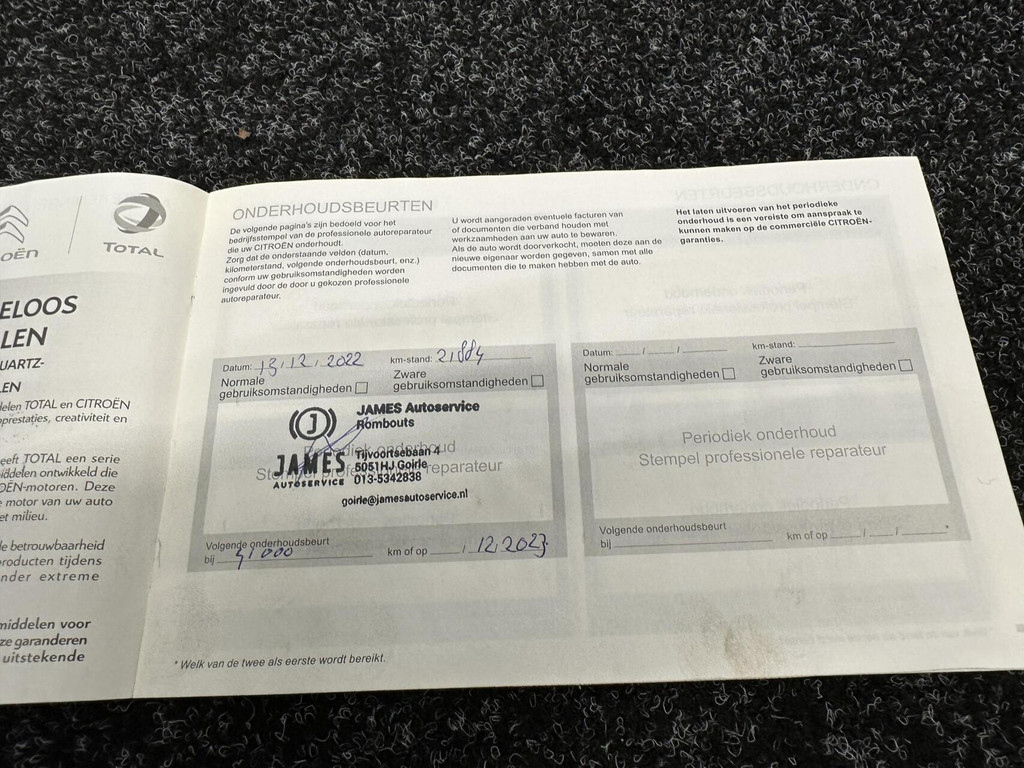 TOTAL
ELOOS
LEN
UARTZ-
EN
elen TOTAL en CITROËN
prestaties, creativiteit en
eeft TOTAL een serie
iddelen ontwikkeld die
OËN-motoren. Deze
motor van uw auto
et milieu.
le betrouwbaarheid
roducten tijdens
nder extreme
middelen voor
ze garanderen
uitstekende
ONDERHOUDSBEURTEN
De volgende pagina's zijn bedoeld voor het
bedrijfsstempel van de professionele autoreparateur
die uw CITROËN onderhoudt.
Zorg dat de onderstaande velden (datum,
kilometerstand, volgende onderhoudsbeurt, enz.)
conform uw gebruiksomstandigheden worden
ingevuld door de door u gekozen professionele
autoreparateur.
U wordt aangeraden eventuele facturen van
of documenten die verband houden met
werkzaamheden aan uw auto te bewaren.
Als de auto wordt doorverkocht, moeten deze aan de
nieuwe eigenaar worden gegeven, samen met alle
documenten die te maken hebben met de auto.
Het laten uitvoeren van het periodieke
onderhoud is een vereiste om aanspraak te
kunnen maken op de commerciële CITROËN-
garanties.
Datum: 13.12.2022 km-stand: 21884
Normale gebruiksomstandigheden
Zware gebruiksomstandigheden
JAMES Autoservice
Rombouts
J
JAMES
AUTOSERVICE
Tijvoortsebaan 4
5051HJ Goirle
013-5342838
goirle@jamesautoservice.nl
Volgende onderhoudsbeurt
bij 41000 km of op 12.2023
Datum: / / km-stand:
Normale gebruiksomstandigheden
Zware gebruiksomstandigheden
Periodiek onderhoud
Stempel professionele reparateur
Volgende onderhoudsbeurt
bij km of op / / *
* Welk van de twee als eerste wordt bereikt.